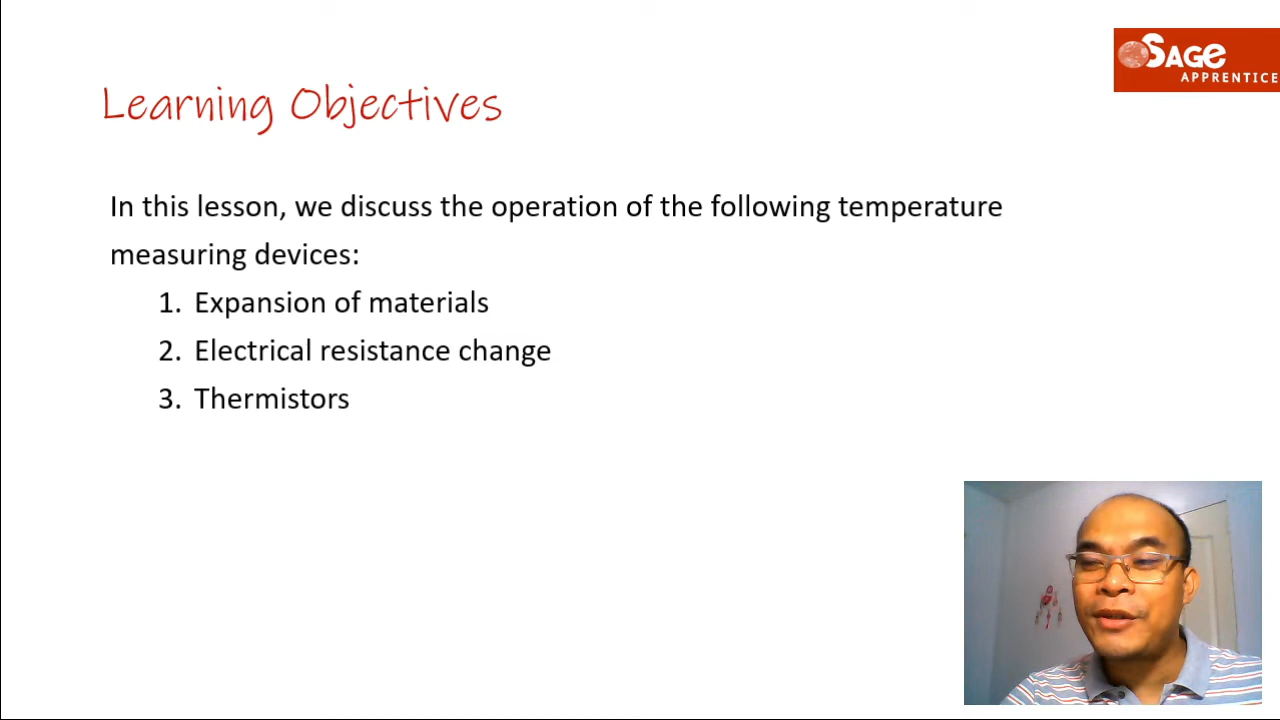 SAGE
APPRENTICE
Learning Objectives
In this lesson, we discuss the operation of the following temperature
measuring devices:
1. Expansion of materials
2. Electrical resistance change
3. Thermistors